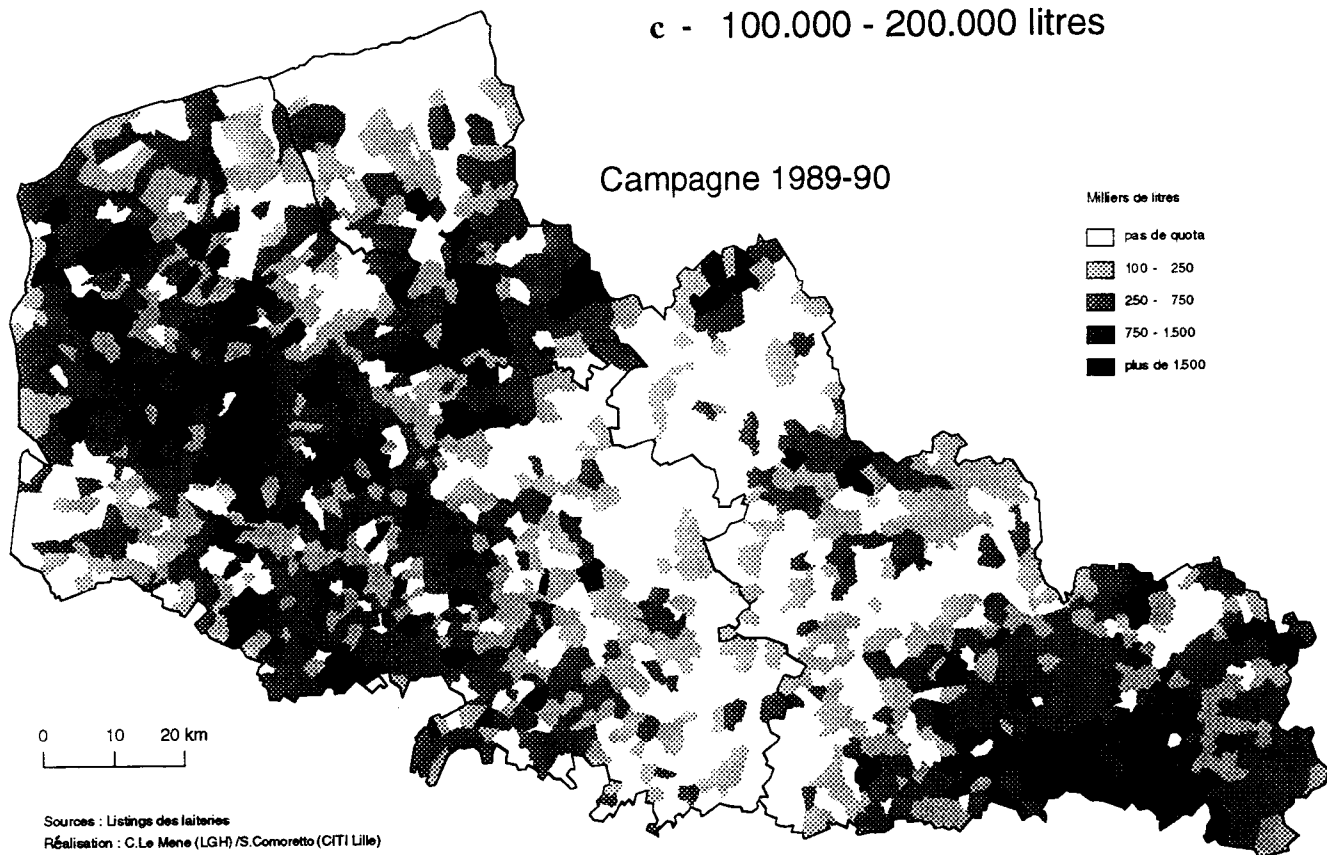 c - 100.000 - 200.000 litres
Campagne 1989-90
Milliers de litres
pas de quota
100 - 250
250 - 750
750 - 1.500
plus de 1.500
0 10 20 km
Sources : Listings des laiteries
Réalisation : C.Le Mene (LGH) /S.Comoretto (CITI Lille)